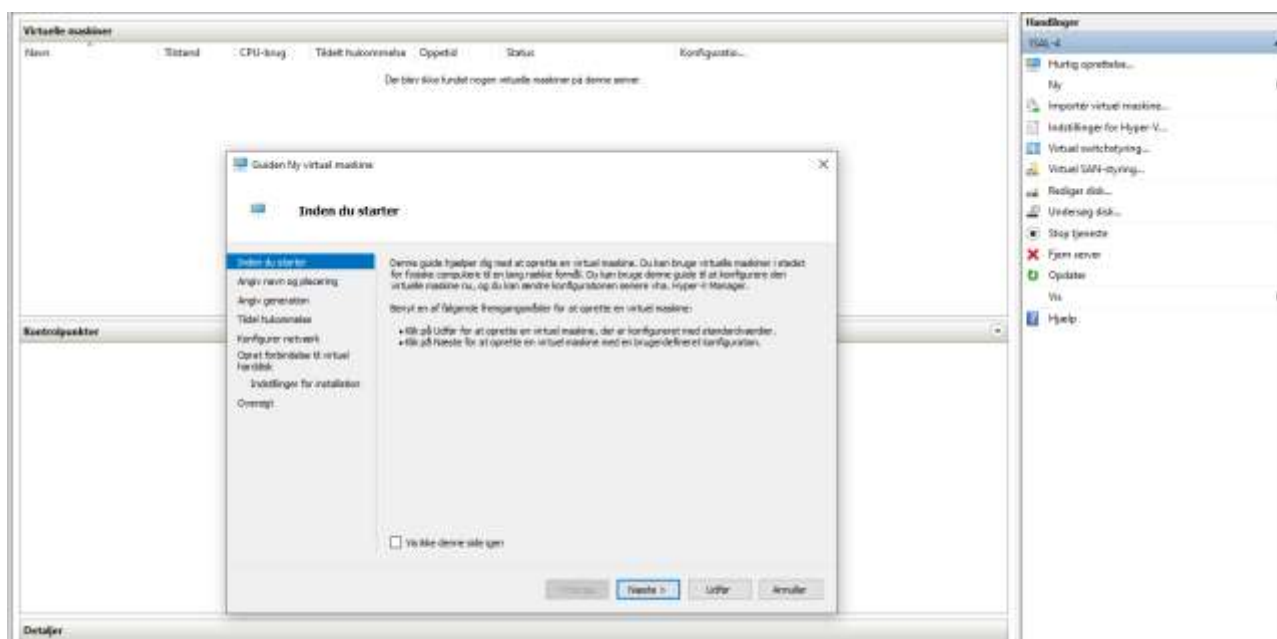 Virtuelle maskiner
Navn Tilstand CPU-brug Tildelt hukommelse Oppetid Status Konfiguratio...
Der blev ikke fundet nogen virtuelle maskiner på denne server.
Guiden Ny virtuel maskine
Inden du starter
Inden du starter
Angiv navn og placering
Angiv generation
Tildel hukommelse
Konfigurer netværk
Opret forbindelse til virtuel
harddisk
Indstillinger for installation
Oversigt
Denne guide hjælper dig med at oprette en virtuel maskine. Du kan bruge virtuelle maskiner i stedet
for fysiske computere til en lang række formål. Du kan bruge denne guide til at konfigurere den
virtuelle maskine nu, og du kan ændre konfigurationen senere vha. Hyper-V Manager.
Benyt en af følgende fremgangsmåder for at oprette en virtuel maskine:
• Klik på Udfør for at oprette en virtuel maskine, der er konfigureret med standardværdier.
• Klik på Næste for at oprette en virtuel maskine med en brugerdefineret konfiguration.
Vis ikke denne side igen
Næste > Udfør Annuller
Kontrolpunkter
Detaljer
Handlinger
Hurtig oprettelse...
Ny
Importér virtuel maskine...
Indstillinger for Hyper-V...
Virtuel switchstyring...
Virtuel SAN-styring...
Rediger disk...
Undersøg disk...
Stop tjeneste
Fjern server
Opdater
Vis
Hjælp